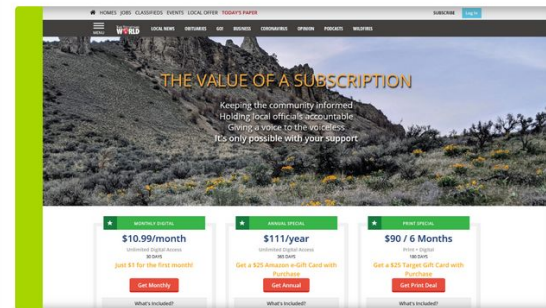 HOMES JOBS CLASSIFIEDS EVENTS LOCAL OFFER TODAY'S PAPER
SUBSCRIBE Log In
MENU WORLD LOCAL NEWS OBITUARIES GO! BUSINESS CORONAVIRUS OPINION PODCASTS WILDFIRES
THE VALUE OF A SUBSCRIPTION
Keeping the community informed
Holding local officials accountable
Giving a voice to the voiceless
It's only possible with your support
MONTHLY DIGITAL
$10.99/month
Unlimited Digital Access
30 DAYS
Just $1 for the first month!
Get Monthly
What's Included?
ANNUAL SPECIAL
$111/year
Unlimited Digital Access
365 DAYS
Get a $25 Amazon e-Gift Card with
Purchase
Get Annual
What's Included?
PRINT SPECIAL
$90 / 6 Months
Print + Digital
180 DAYS
Get a $25 Target Gift Card with
Purchase
Get Print Deal
What's Included?